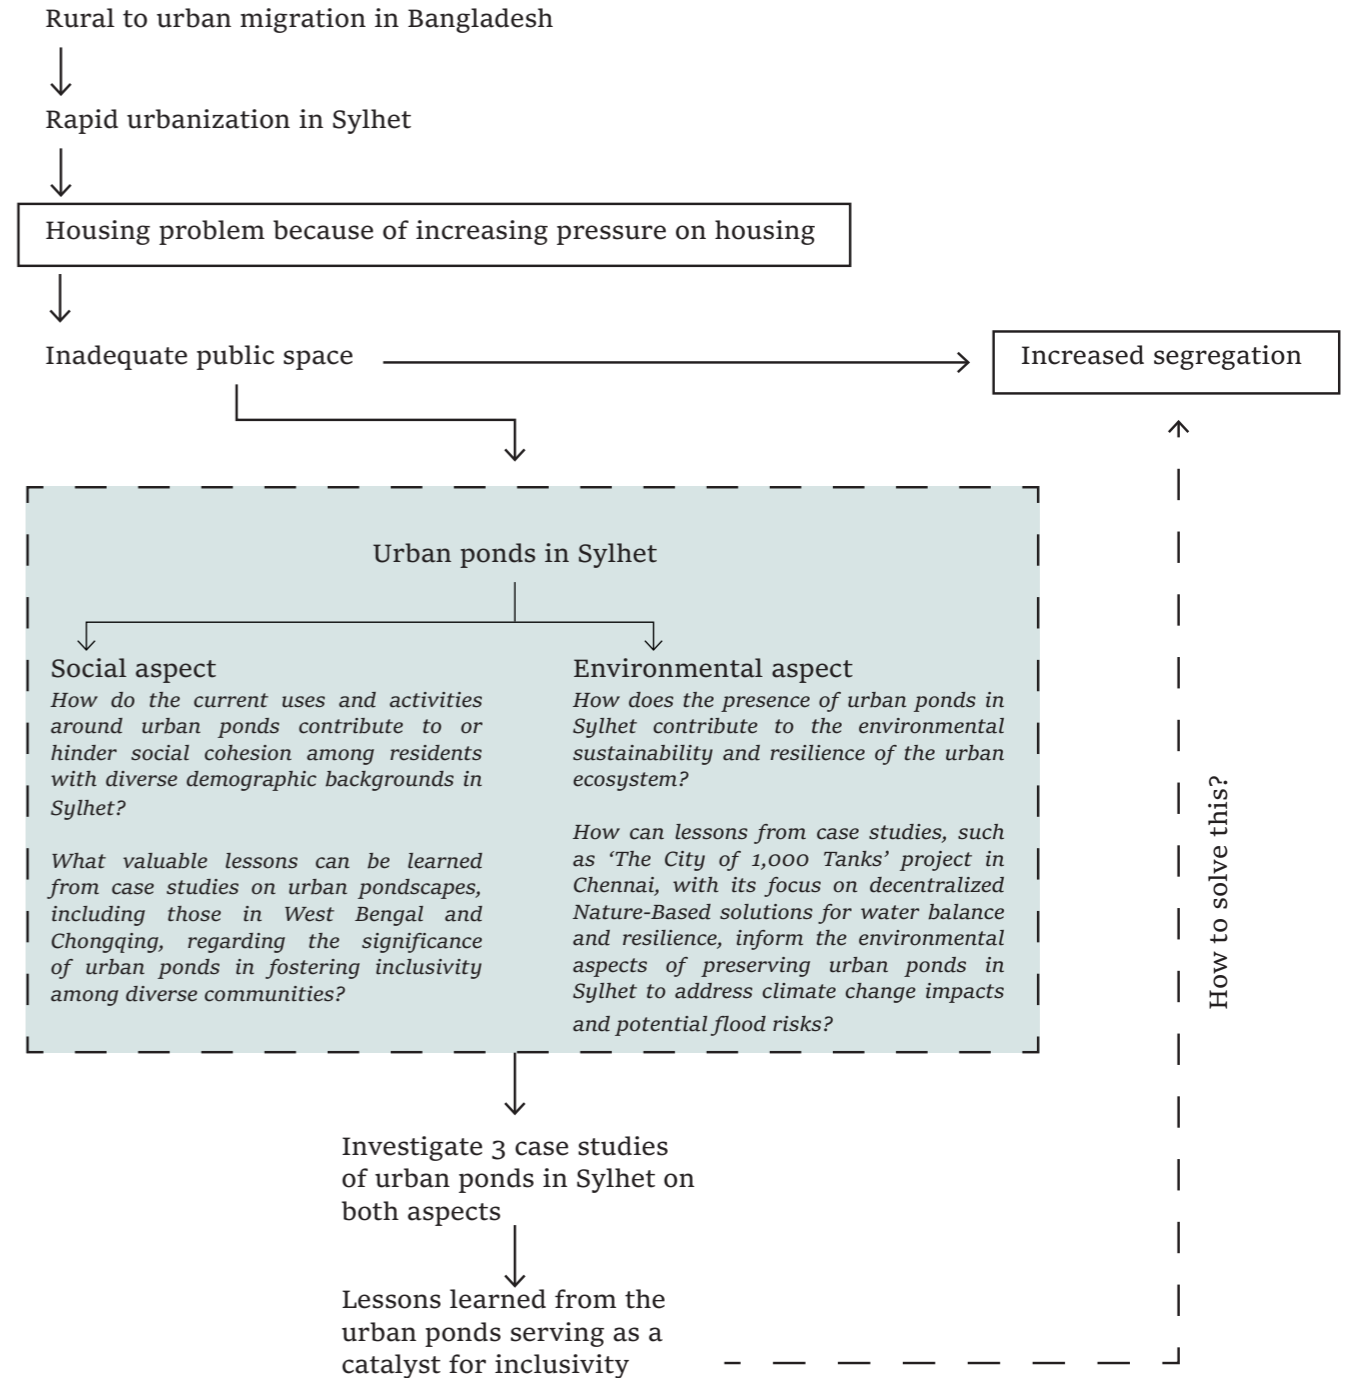 Rural to urban migration in Bangladesh
Rapid urbanization in Sylhet
Housing problem because of increasing pressure on housing
Inadequate public space
Increased segregation
Urban ponds in Sylhet
Social aspect
How do the current uses and activities
around urban ponds contribute to or
hinder social cohesion among residents
with diverse demographic backgrounds in
Sylhet?
What valuable lessons can be learned
from case studies on urban pondscapes,
including those in West Bengal and
Chongqing, regarding the significance
of urban ponds in fostering inclusivity
among diverse communities?
Environmental aspect
How does the presence of urban ponds in
Sylhet contribute to the environmental
sustainability and resilience of the urban
ecosystem?
How can lessons from case studies, such
as ‘The City of 1,000 Tanks’ project in
Chennai, with its focus on decentralized
Nature-Based solutions for water balance
and resilience, inform the environmental
aspects of preserving urban ponds in
Sylhet to address climate change impacts
and potential flood risks?
How to solve this?
Investigate 3 case studies
of urban ponds in Sylhet on
both aspects
Lessons learned from the
urban ponds serving as a
catalyst for inclusivity